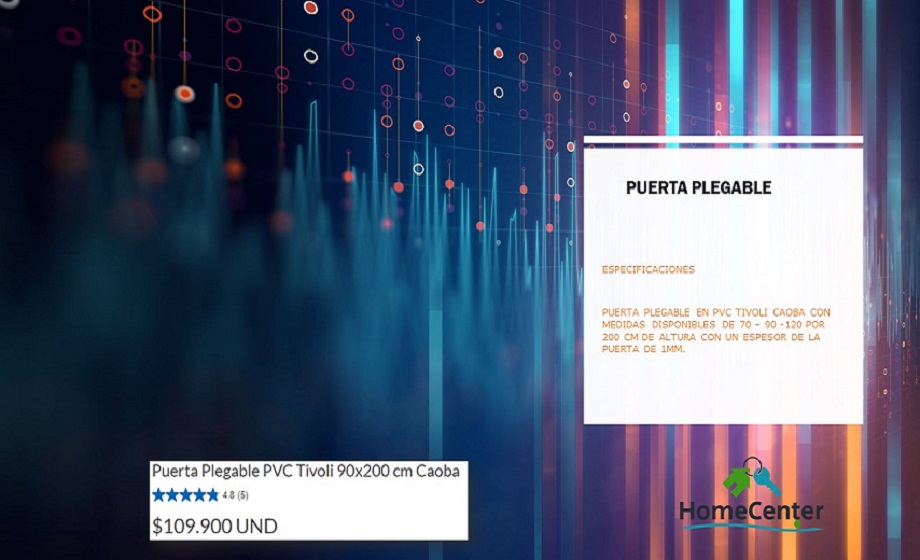 PUERTA PLEGABLE
ESPECIFICACIONES
PUERTA PLEGABLE EN PVC TIVOLI CAOBA CON
MEDIDAS DISPONIBLES DE 70 – 90 -120 POR
200 CM DE ALTURA CON UN ESPESOR DE LA
PUERTA DE 1MM.
Puerta Plegable PVC Tivoli 90x200 cm Caoba
4.8 (5)
$109.900 UND
HomeCenter